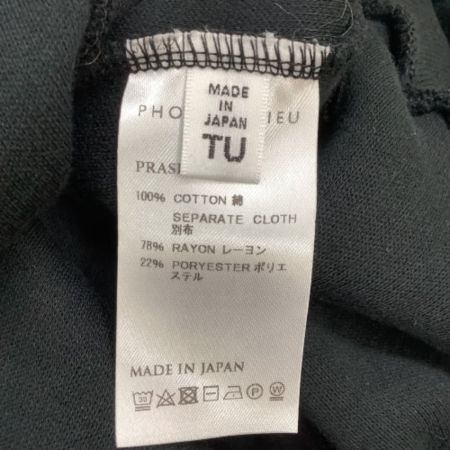 MADE
IN
JAPAN
TU
100% COTTON 綿
SEPARATE CLOTH
別布
78% RAYON レーヨン
22% PORYESTER ポリエ
ステル
MADE IN JAPAN